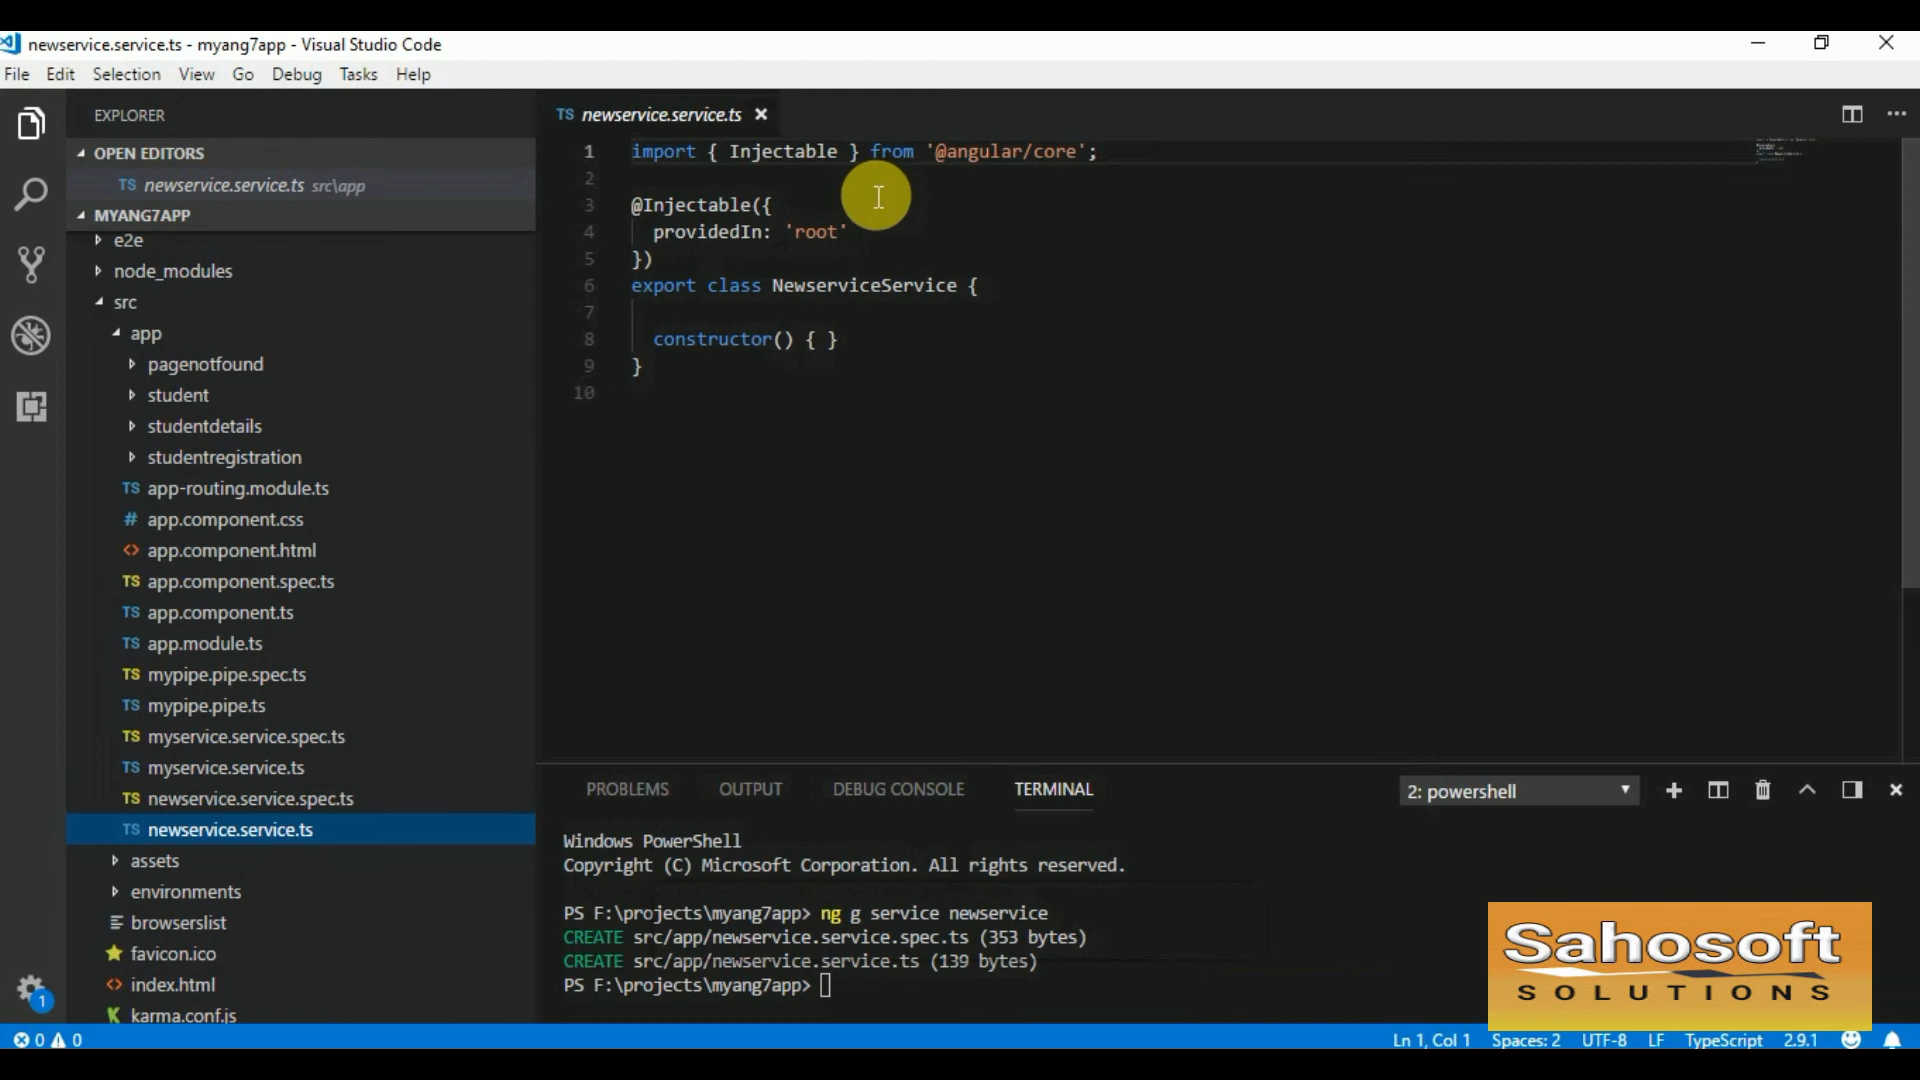 newservice.service.ts - myang7app - Visual Studio Code
File Edit Selection View Go Debug Tasks Help
EXPLORER
OPEN EDITORS
TS newservice.service.ts src\app
MYANG7APP
e2e
node_modules
src
app
pagenotfound
student
studentdetails
studentregistration
TS app-routing.module.ts
# app.component.css
<> app.component.html
TS app.component.spec.ts
TS app.component.ts
TS app.module.ts
TS mypipe.pipe.spec.ts
TS mypipe.pipe.ts
TS myservice.service.spec.ts
TS myservice.service.ts
TS newservice.service.spec.ts
TS newservice.service.ts
assets
environments
browserslist
favicon.ico
<> index.html
K karma.conf.js
1
TS newservice.service.ts
1 import { Injectable } from '@angular/core';
2
3 @Injectable({
4 providedIn: 'root'
5 })
6 export class NewserviceService {
7
8 constructor() { }
9 }
10
PROBLEMS OUTPUT DEBUG CONSOLE TERMINAL 2: powershell
Windows PowerShell
Copyright (C) Microsoft Corporation. All rights reserved.
PS F:\projects\myang7app> ng g service newservice
CREATE src/app/newservice.service.spec.ts (353 bytes)
CREATE src/app/newservice.service.ts (139 bytes)
PS F:\projects\myang7app>
Sahosoft
SOLUTIONS
0 0 Ln 1, Col 1 Spaces: 2 UTF-8 LF TypeScript 2.9.1